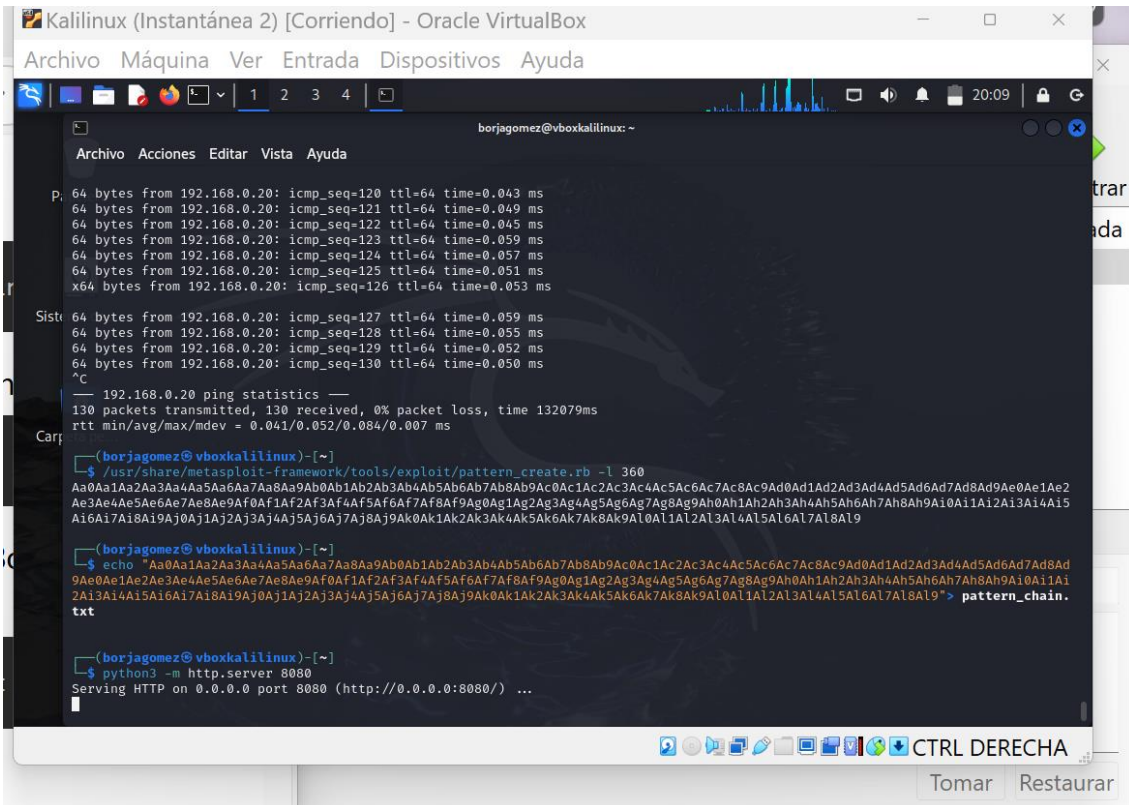 Kalilinux (Instantánea 2) [Corriendo] - Oracle VirtualBox
Archivo Máquina Ver Entrada Dispositivos Ayuda
1 2 3 4
20:09
borjagomez@vboxkalilinux: ~
Archivo Acciones Editar Vista Ayuda
64 bytes from 192.168.0.20: icmp_seq=120 ttl=64 time=0.043 ms
64 bytes from 192.168.0.20: icmp_seq=121 ttl=64 time=0.049 ms
64 bytes from 192.168.0.20: icmp_seq=122 ttl=64 time=0.045 ms
64 bytes from 192.168.0.20: icmp_seq=123 ttl=64 time=0.059 ms
64 bytes from 192.168.0.20: icmp_seq=124 ttl=64 time=0.057 ms
64 bytes from 192.168.0.20: icmp_seq=125 ttl=64 time=0.051 ms
x64 bytes from 192.168.0.20: icmp_seq=126 ttl=64 time=0.053 ms
64 bytes from 192.168.0.20: icmp_seq=127 ttl=64 time=0.059 ms
64 bytes from 192.168.0.20: icmp_seq=128 ttl=64 time=0.055 ms
64 bytes from 192.168.0.20: icmp_seq=129 ttl=64 time=0.052 ms
64 bytes from 192.168.0.20: icmp_seq=130 ttl=64 time=0.050 ms
^C
— 192.168.0.20 ping statistics —
130 packets transmitted, 130 received, 0% packet loss, time 132079ms
rtt min/avg/max/mdev = 0.041/0.052/0.084/0.007 ms
(borjagomez㉿vboxkalilinux)-[~]
$ /usr/share/metasploit-framework/tools/exploit/pattern_create.rb -l 360
Aa0Aa1Aa2Aa3Aa4Aa5Aa6Aa7Aa8Aa9Ab0Ab1Ab2Ab3Ab4Ab5Ab6Ab7Ab8Ab9Ac0Ac1Ac2Ac3Ac4Ac5Ac6Ac7Ac8Ac9Ad0Ad1Ad2Ad3Ad4Ad5Ad6Ad7Ad8Ad9Ae0Ae1Ae2
Ae3Ae4Ae5Ae6Ae7Ae8Ae9Af0Af1Af2Af3Af4Af5Af6Af7Af8Af9Ag0Ag1Ag2Ag3Ag4Ag5Ag6Ag7Ag8Ag9Ah0Ah1Ah2Ah3Ah4Ah5Ah6Ah7Ah8Ah9Ai0Ai1Ai2Ai3Ai4Ai5
Ai6Ai7Ai8Ai9Aj0Aj1Aj2Aj3Aj4Aj5Aj6Aj7Aj8Aj9Ak0Ak1Ak2Ak3Ak4Ak5Ak6Ak7Ak8Ak9Al0Al1Al2Al3Al4Al5Al6Al7Al8Al9
(borjagomez㉿vboxkalilinux)-[~]
$ echo "Aa0Aa1Aa2Aa3Aa4Aa5Aa6Aa7Aa8Aa9Ab0Ab1Ab2Ab3Ab4Ab5Ab6Ab7Ab8Ab9Ac0Ac1Ac2Ac3Ac4Ac5Ac6Ac7Ac8Ac9Ad0Ad1Ad2Ad3Ad4Ad5Ad6Ad7Ad8Ad
9Ae0Ae1Ae2Ae3Ae4Ae5Ae6Ae7Ae8Ae9Af0Af1Af2Af3Af4Af5Af6Af7Af8Af9Ag0Ag1Ag2Ag3Ag4Ag5Ag6Ag7Ag8Ag9Ah0Ah1Ah2Ah3Ah4Ah5Ah6Ah7Ah8Ah9Ai0Ai1Ai
2Ai3Ai4Ai5Ai6Ai7Ai8Ai9Aj0Aj1Aj2Aj3Aj4Aj5Aj6Aj7Aj8Aj9Ak0Ak1Ak2Ak3Ak4Ak5Ak6Ak7Ak8Ak9Al0Al1Al2Al3Al4Al5Al6Al7Al8Al9"> pattern_chain.
txt
(borjagomez㉿vboxkalilinux)-[~]
$ python3 -m http.server 8080
Serving HTTP on 0.0.0.0 port 8080 (http://0.0.0.0:8080/) ...
CTRL DERECHA
Tomar Restaurar